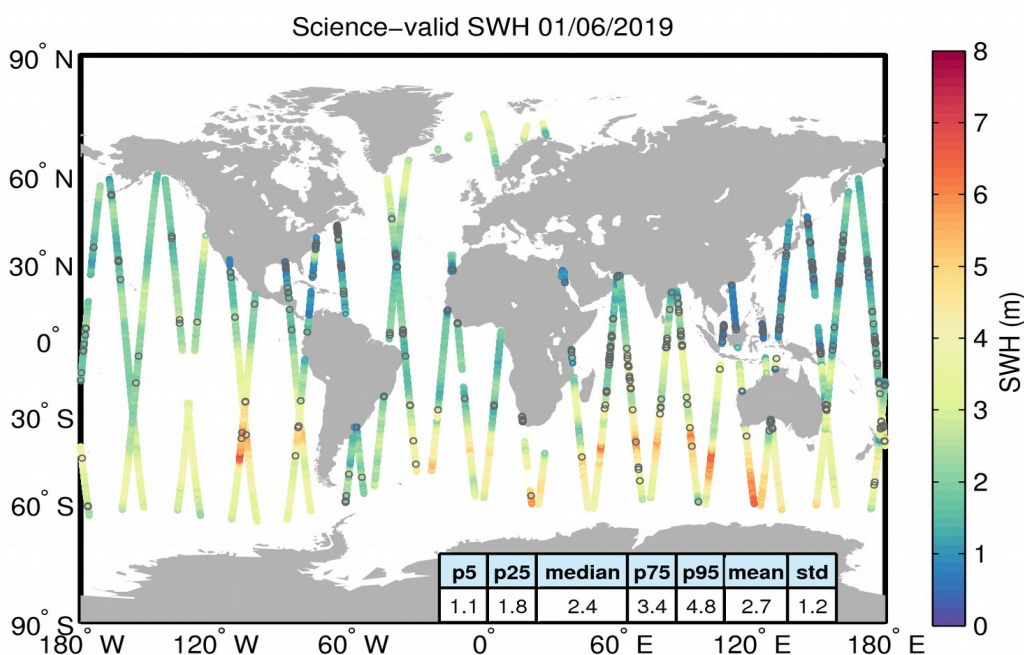 Science−valid SWH 01/06/2019
90° N
60° N
30° N
0°
30° S
60° S
90° S
180° W
120° W
60° W
0°
60° E
120° E
180° E
p5 p25 median p75 p95 mean std
1.1 1.8 2.4 3.4 4.8 2.7 1.2
8
7
6
5
4
3
2
1
0
SWH (m)